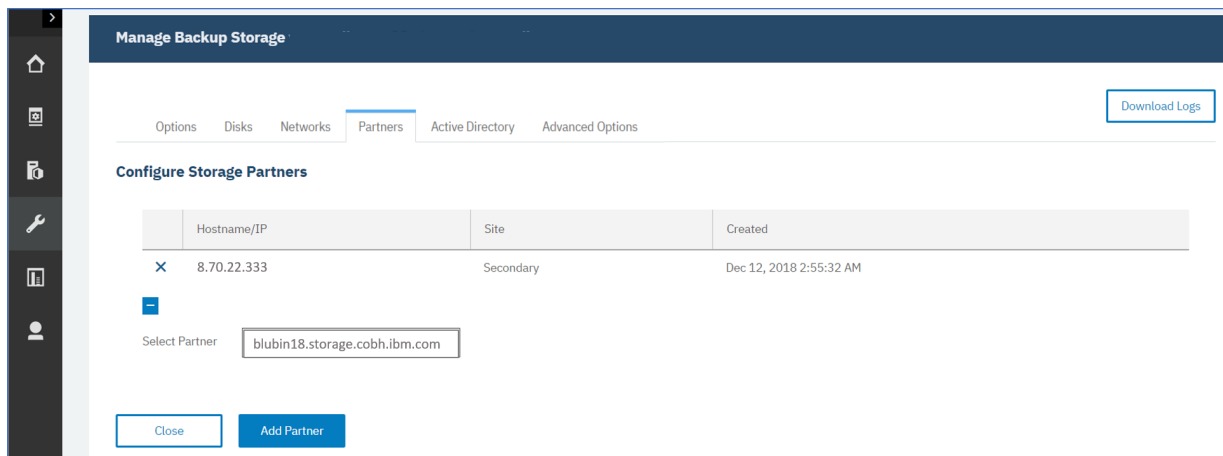 Manage Backup Storage
Download Logs
Options Disks Networks Partners Active Directory Advanced Options
Configure Storage Partners
Hostname/IP Site Created
8.70.22.333 Secondary Dec 12, 2018 2:55:32 AM
Select Partner blubin18.storage.cobh.ibm.com
Close Add Partner